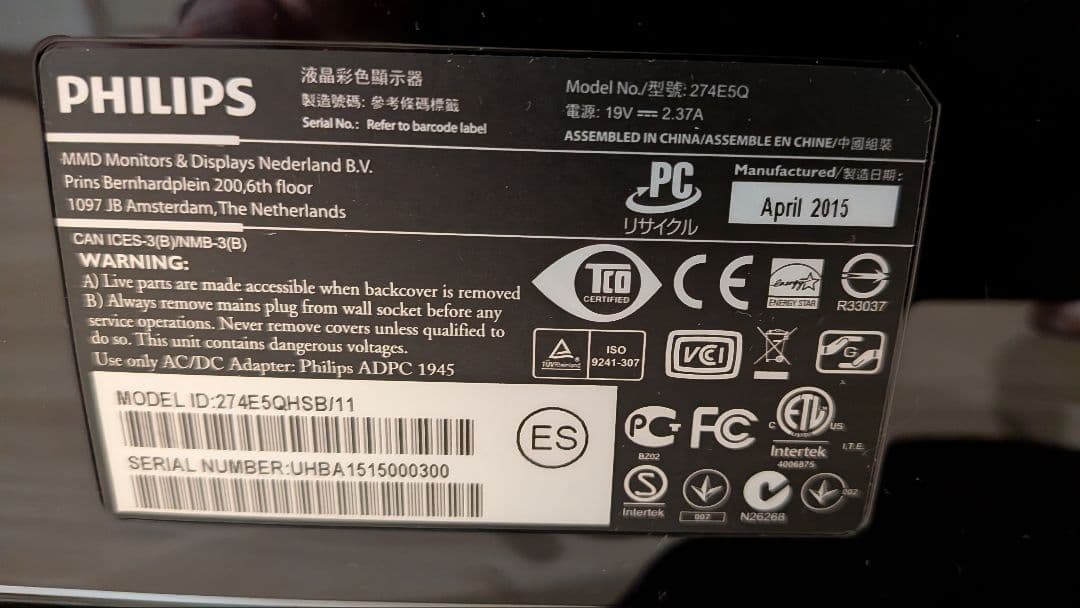 PHILIPS
液晶彩色顯示器
製造號碼: 參考條碼標籤
Serial No.: Refer to barcode label
Model No./型號: 274E5Q
電源: 19V ⎓ 2.37A
ASSEMBLED IN CHINA/ASSEMBLE EN CHINE/中國組裝
MMD Monitors & Displays Nederland B.V.
Prins Bernhardplein 200,6th floor
1097 JB Amsterdam,The Netherlands
PC
リサイクル
Manufactured/製造日期:
April 2015
CAN ICES-3(B)/NMB-3(B)
WARNING:
A) Live parts are made accessible when backcover is removed
B) Always remove mains plug from wall socket before any
service operations. Never remove covers unless qualified to
do so. This unit contains dangerous voltages.
Use only AC/DC Adapter: Philips ADPC 1945
TCO
CERTIFIED
CE
energy
ENERGY STAR
R33037
TÜVRheinland
ISO
9241-307
VCI
G
MODEL ID:274E5QHSB/11
SERIAL NUMBER:UHBA1515000300
ES
PCT
BZ02
FC
C ETL US
Intertek
4006875
I.T.E.
S
Intertek
007
N26268
002